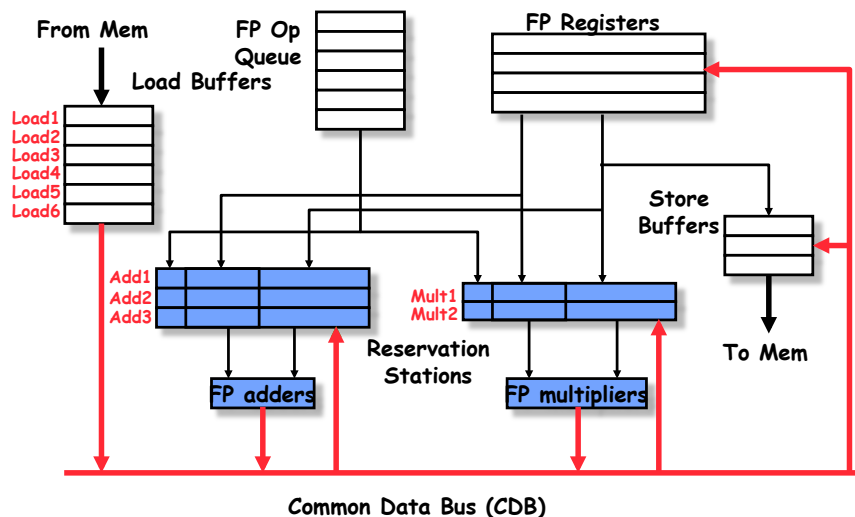 From Mem
FP Op
Queue
FP Registers
Load Buffers
Load1
Load2
Load3
Load4
Load5
Load6
Store
Buffers
Add1
Add2
Add3
Mult1
Mult2
Reservation
Stations
To Mem
FP adders
FP multipliers
Common Data Bus (CDB)